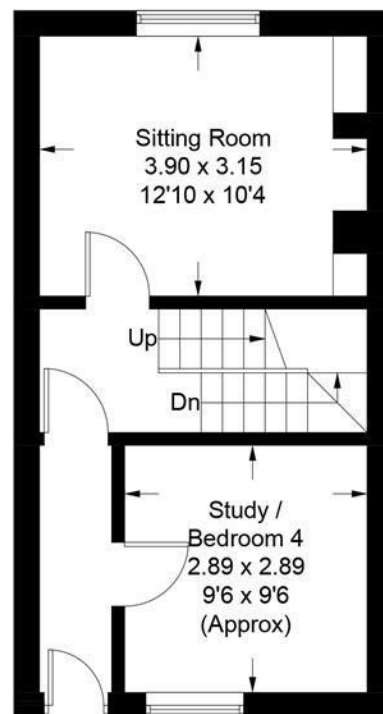 Sitting Room
3.90 x 3.15
12'10 x 10'4
Up
Dn
Study /
Bedroom 4
2.89 x 2.89
9'6 x 9'6
(Approx)